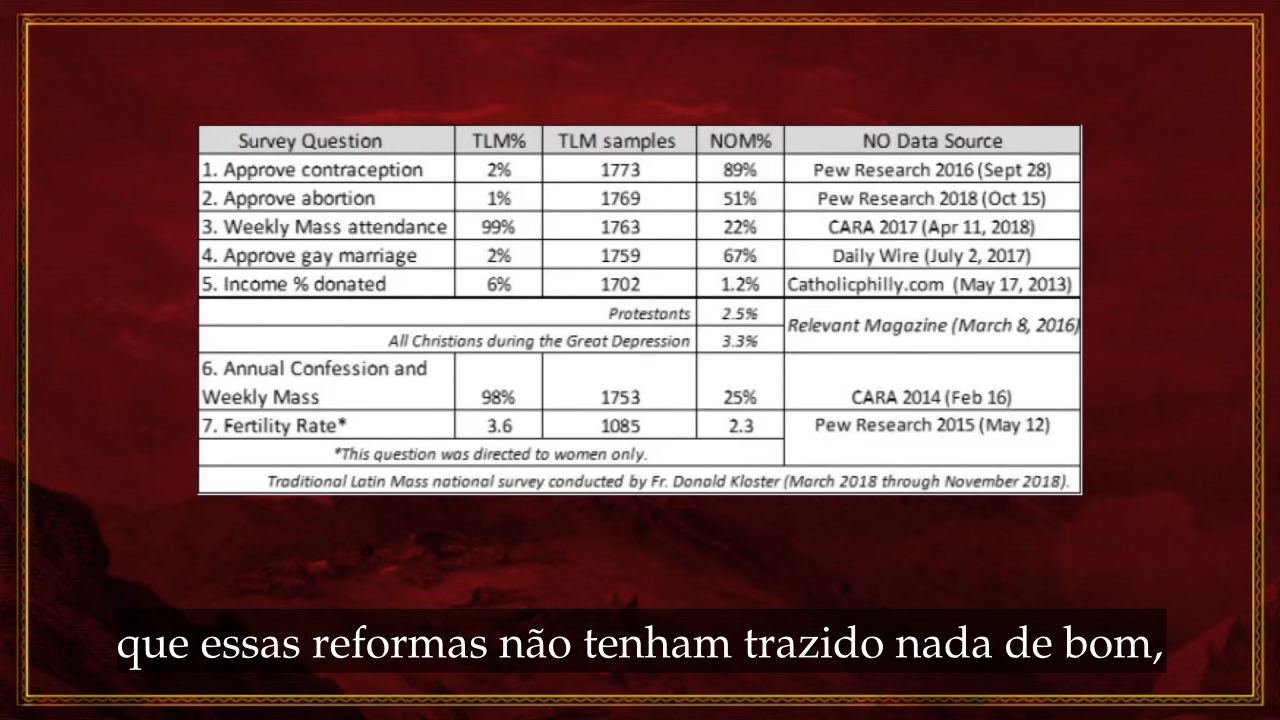 Survey Question TLM% TLM samples NOM% NO Data Source
1. Approve contraception 2% 1773 89% Pew Research 2016 (Sept 28)
2. Approve abortion 1% 1769 51% Pew Research 2018 (Oct 15)
3. Weekly Mass attendance 99% 1763 22% CARA 2017 (Apr 11, 2018)
4. Approve gay marriage 2% 1759 67% Daily Wire (July 2, 2017)
5. Income % donated 6% 1702 1.2% Catholicphilly.com (May 17, 2013)
Protestants 2.5%
Relevant Magazine (March 8, 2016)
All Christians during the Great Depression 3.3%
6. Annual Confession and
Weekly Mass 98% 1753 25% CARA 2014 (Feb 16)
7. Fertility Rate* 3.6 1085 2.3 Pew Research 2015 (May 12)
*This question was directed to women only.
Traditional Latin Mass national survey conducted by Fr. Donald Kloster (March 2018 through November 2018).
que essas reformas não tenham trazido nada de bom,